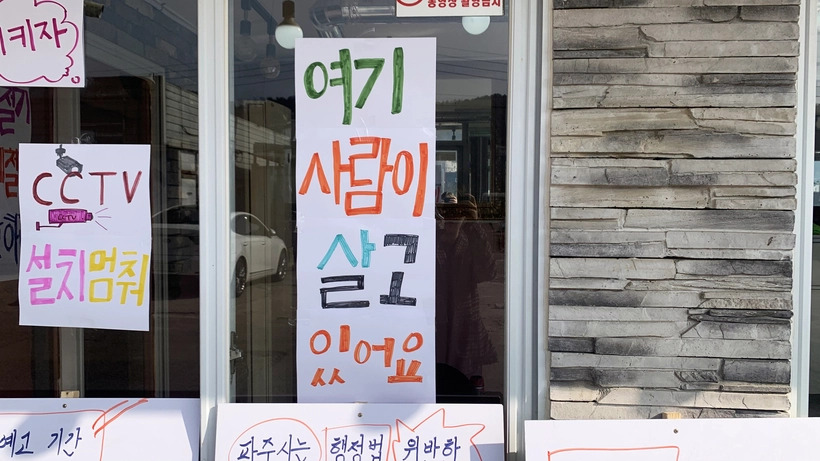 키자
CCTV
CCTV
설치멈춰
여기
사람이
살고
있어요
예고 기간
파주시는 행정법 위반하